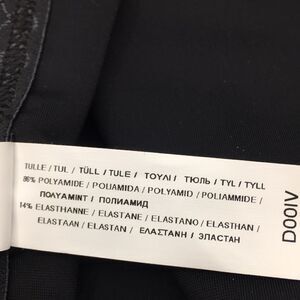 TULLE / TUL / TÜLL / TULE / ΤΟΥΛΙ / ТЮЛЬ / TYL / TYLL
86% POLYAMIDE / POLIAMIDA / POLYAMID / POLIAMMIDE /
ΠΟΛΥΑΜΙΝΤ / ПОЛИАМИД
14% ELASTHANNE / ELASTANE / ELASTANO / ELASTHAN /
ELASTAAN / ELASTAN / ΕΛΑΣΤΑΝΗ / ЭЛАСТАН
D00IV